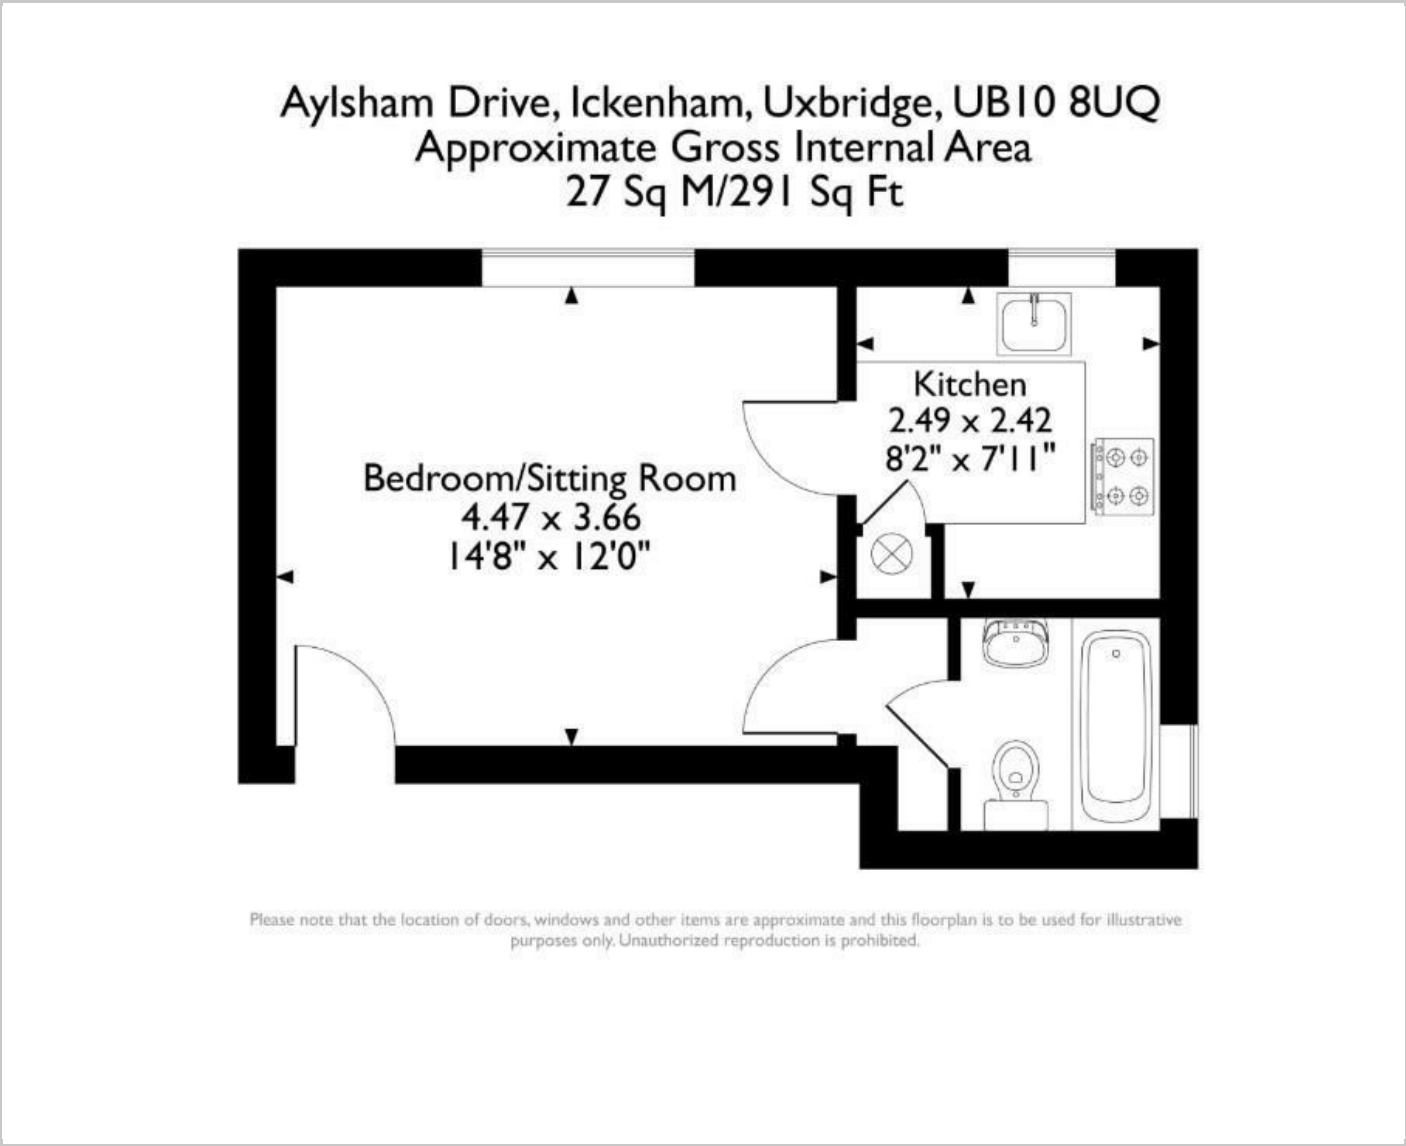 Aylsham Drive, Ickenham, Uxbridge, UB10 8UQ
Approximate Gross Internal Area
27 Sq M/291 Sq Ft
Kitchen
2.49 x 2.42
8'2" x 7'11"
Bedroom/Sitting Room
4.47 x 3.66
14'8" x 12'0"
Please note that the location of doors, windows and other items are approximate and this floorplan is to be used for illustrative
purposes only. Unauthorized reproduction is prohibited.